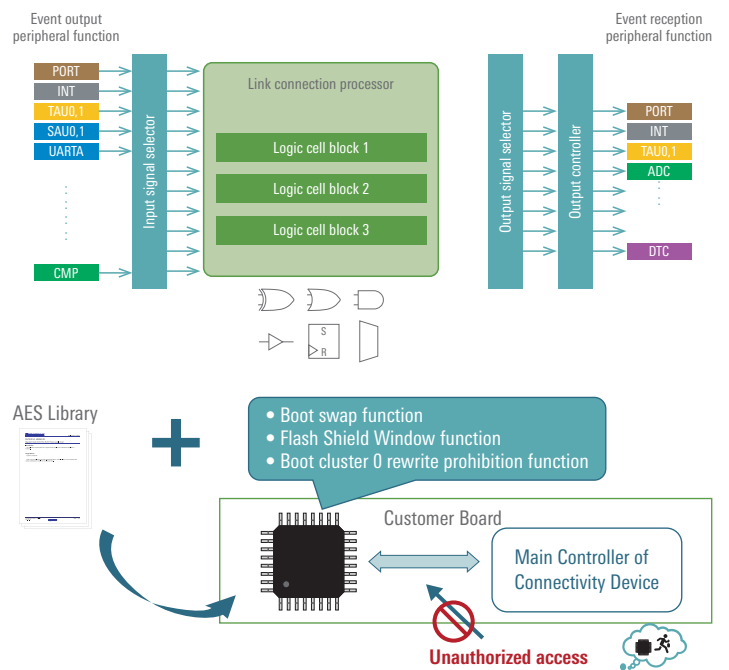 Event output
peripheral function
Event reception
peripheral function
PORT
INT
TAU0,1
SAU0,1
UARTA
CMP
Input signal selector
Link connection processor
Logic cell block 1
Logic cell block 2
Logic cell block 3
Output signal selector
Output controller
PORT
INT
TAU0,1
ADC
DTC
S
R
AES Library
• Boot swap function
• Flash Shield Window function
• Boot cluster 0 rewrite prohibition function
Customer Board
Main Controller of
Connectivity Device
Unauthorized access